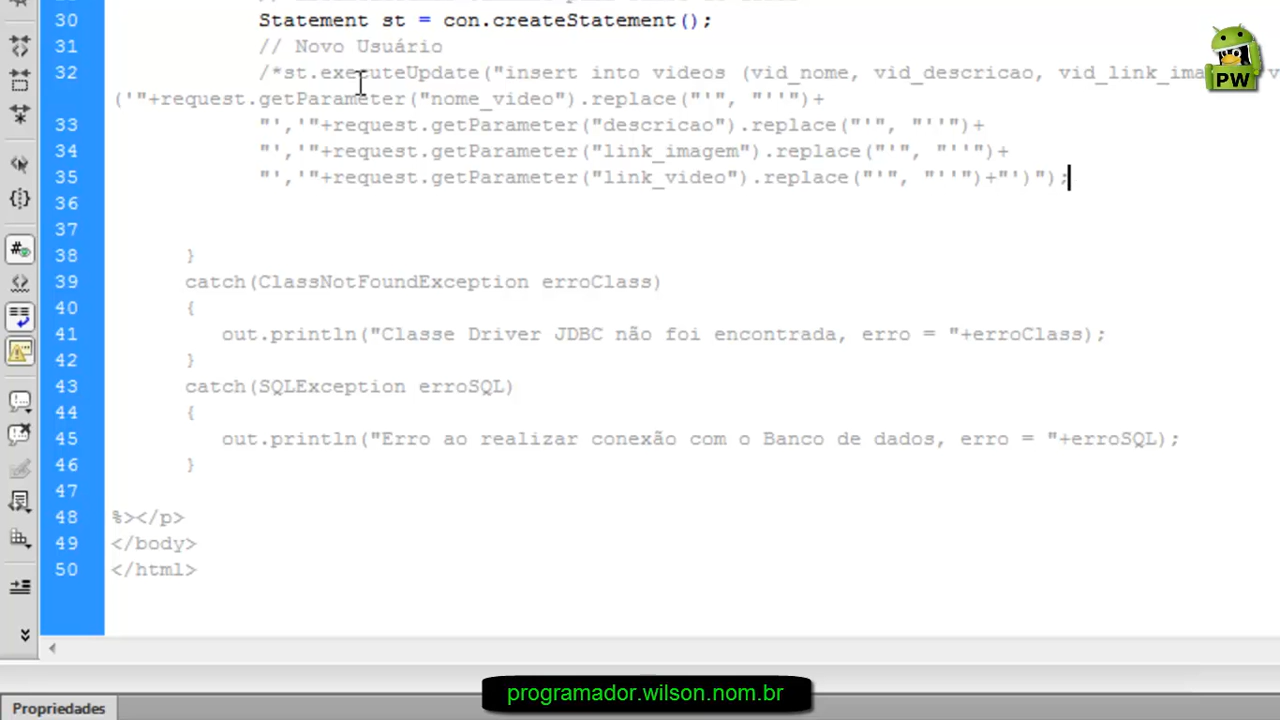 30 Statement st = con.createStatement();
31 // Novo Usuário
32 /*st.executeUpdate("insert into videos (vid_nome, vid_descricao,
('"+request.getParameter("nome_video").replace("'", "''")+
33 "','"+request.getParameter("descricao").replace("'", "''")+
34 "','"+request.getParameter("link_imagem").replace("'", "''")+
35 "','"+request.getParameter("link_video").replace("'", "''")+"')");
36
37
38 }
39 catch(ClassNotFoundException erroClass)
40 {
41 out.println("Classe Driver JDBC não foi encontrada, erro = "+erroClass);
42 }
43 catch(SQLException erroSQL)
44 {
45 out.println("Erro ao realizar conexão com o Banco de dados, erro = "+erroSQL);
46 }
47
48 %></p>
49 </body>
50 </html>
PW
programador.wilson.nom.br
Propriedades